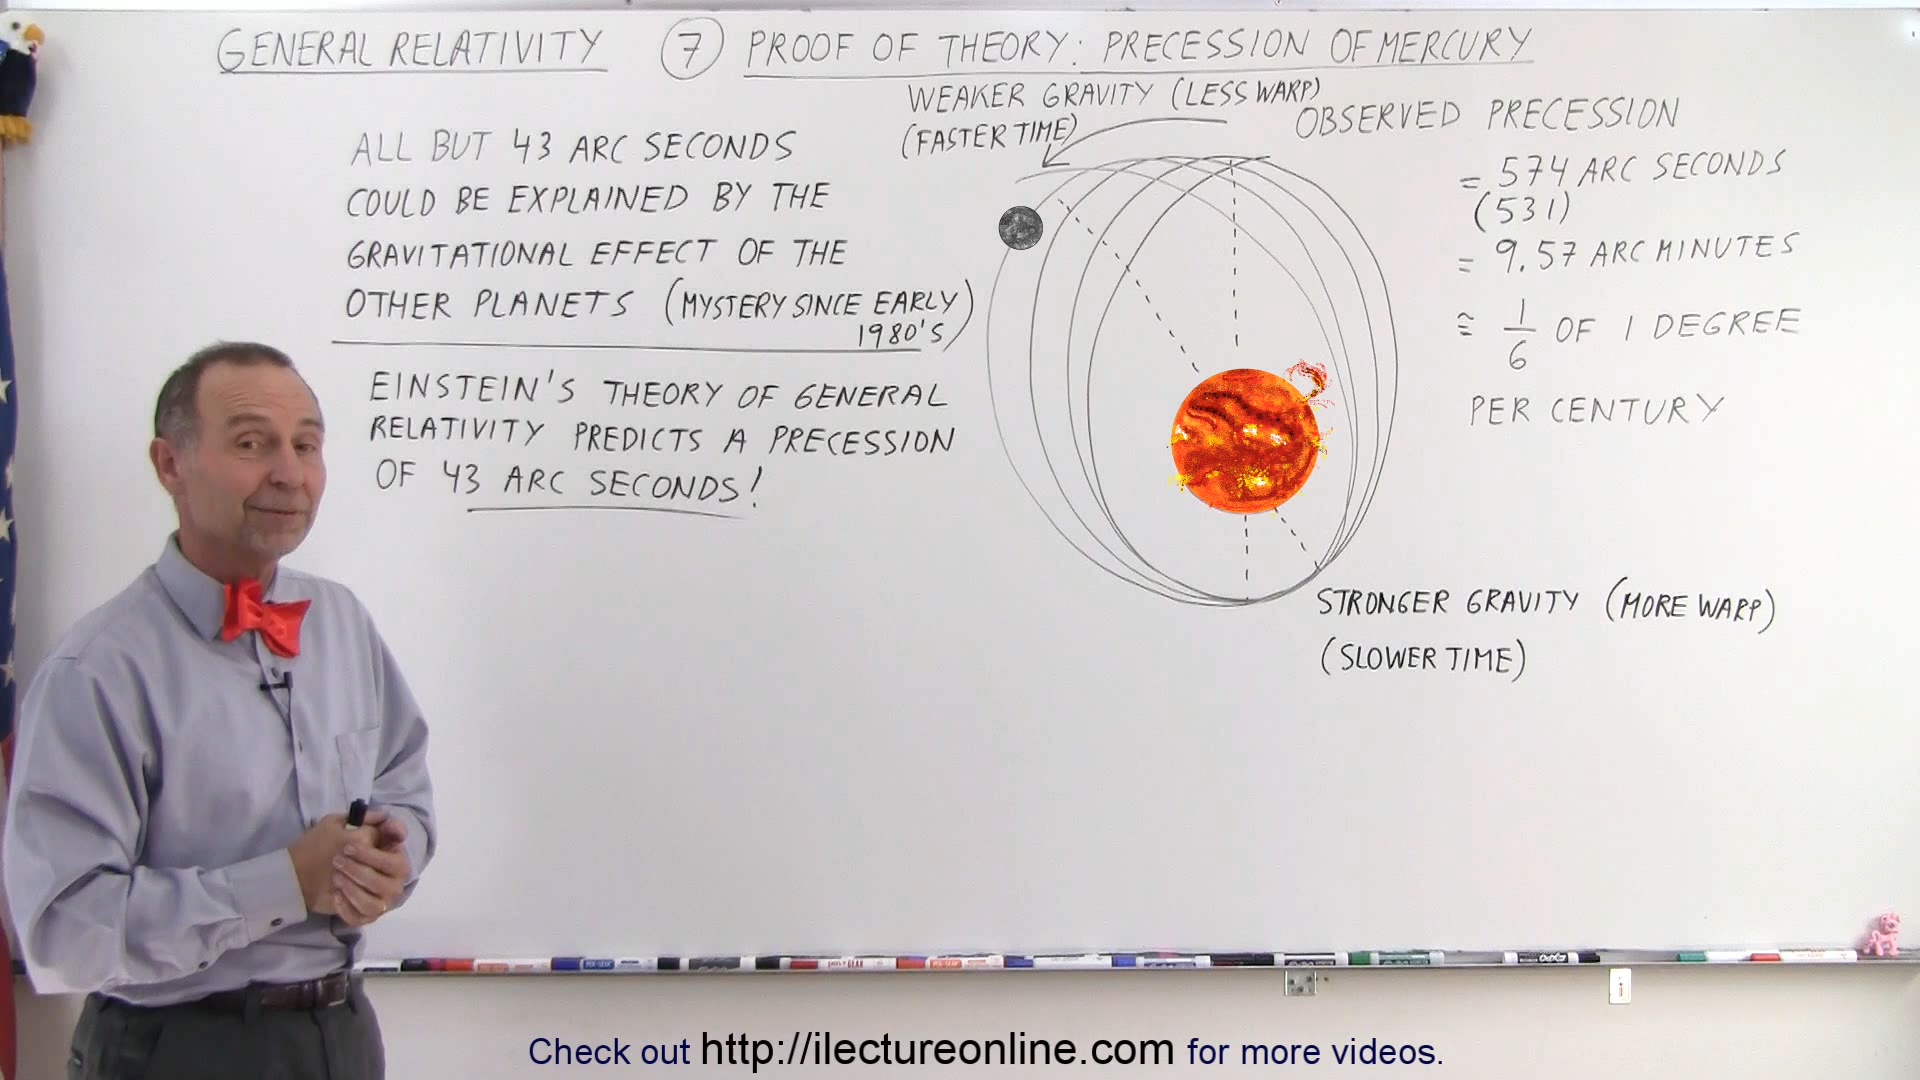 GENERAL RELATIVITY 7 PROOF OF THEORY: PRECESSION OF MERCURY
WEAKER GRAVITY (LESS WARP)
(FASTER TIME)
ALL BUT 43 ARC SECONDS
COULD BE EXPLAINED BY THE
GRAVITATIONAL EFFECT OF THE
OTHER PLANETS (MYSTERY SINCE EARLY
1980'S)
EINSTEIN'S THEORY OF GENERAL
RELATIVITY PREDICTS A PRECESSION
OF 43 ARC SECONDS!
OBSERVED PRECESSION
= 574 ARC SECONDS
(531)
= 9.57 ARC MINUTES
≅ 1/6 OF 1 DEGREE
PER CENTURY
STRONGER GRAVITY (MORE WARP)
(SLOWER TIME)
EXPO
Check out http://ilectureonline.com for more videos.